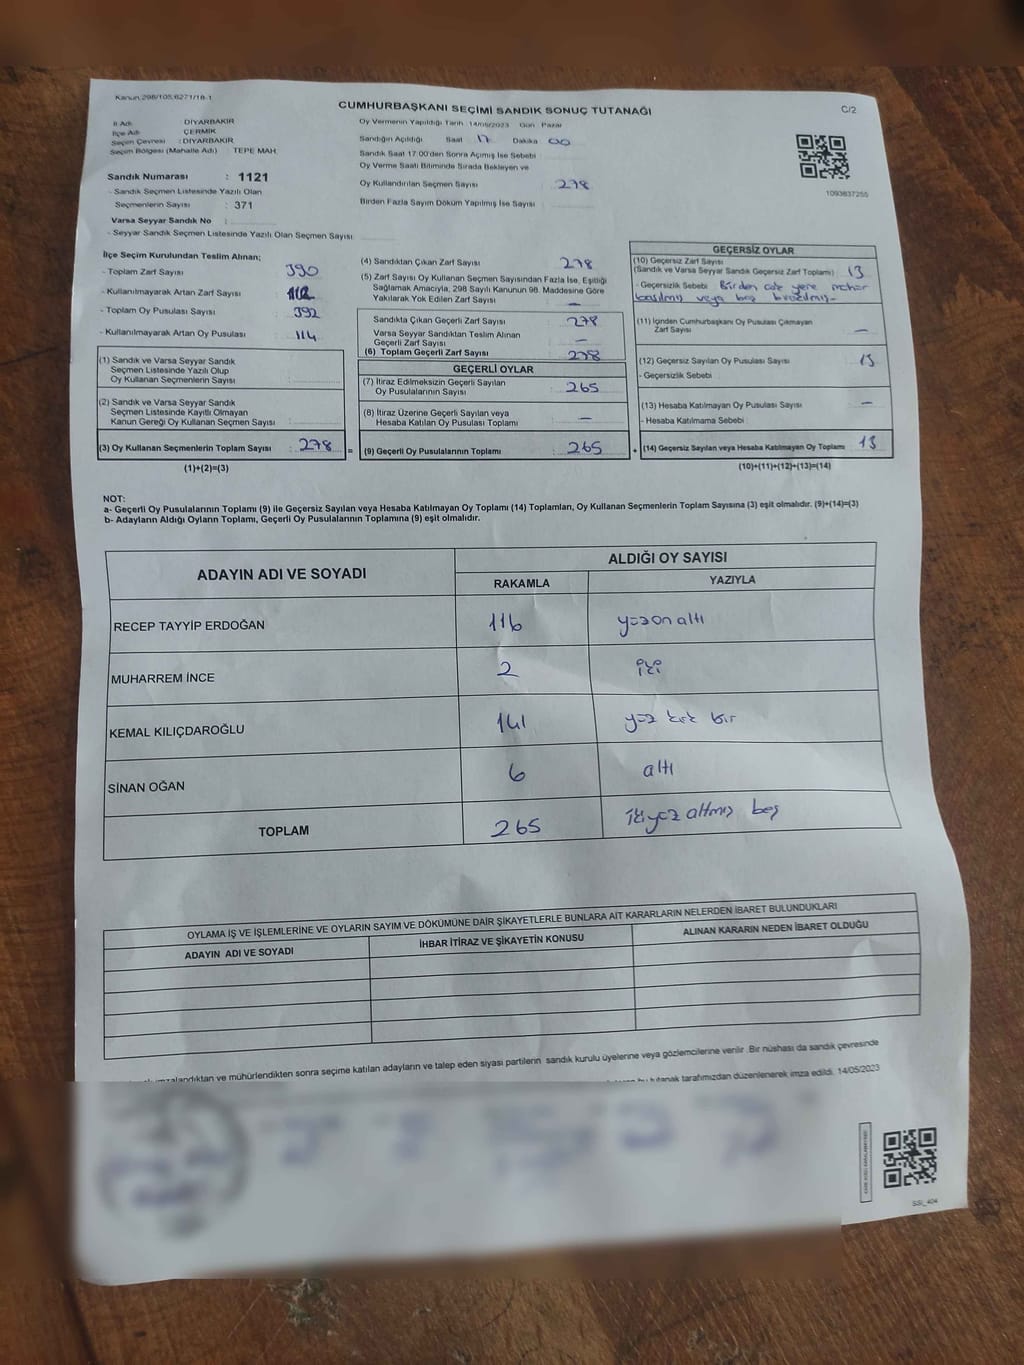 Kanun 298/105,6271/18-1
CUMHURBAŞKANI SEÇİMİ SANDIK SONUÇ TUTANAĞI
C/2
İl Adı : DİYARBAKIR
İlçe Adı : ÇERMİK
Seçim Çevresi : DİYARBAKIR
Seçim Bölgesi (Mahalle Adı) : TEPE MAH.
Sandık Numarası : 1121
- Sandık Seçmen Listesinde Yazılı Olan
Seçmenlerin Sayısı : 371
Varsa Seyyar Sandık No :
- Seyyar Sandık Seçmen Listesinde Yazılı Olan Seçmen Sayısı
Oy Vermenin Yapıldığı Tarih 14/05/2023 Gün Pazar
Sandığın Açıldığı Saat 17 Dakika 00
Sandık Saat 17:00'den Sonra Açımış İse Sebebi
Oy Verme Saati Bitiminde Sırada Bekleyen ve
Oy Kullandırılan Seçmen Sayısı : 278
Birden Fazla Sayım Döküm Yapılmış İse Sayısı :
1093637255
İlçe Seçim Kurulundan Teslim Alınan;
- Toplam Zarf Sayısı : 390
- Kullanılmayarak Artan Zarf Sayısı : 112
- Toplam Oy Pusulası Sayısı : 392
- Kullanılmayarak Artan Oy Pusulası : 114
(1) Sandık ve Varsa Seyyar Sandık
Seçmen Listesinde Yazılı Olup
Oy Kullanan Seçmenlerin Sayısı :
(2) Sandık ve Varsa Seyyar Sandık
Seçmen Listesinde Kayıtlı Olmayan
Kanun Gereği Oy Kullanan Seçmen Sayısı :
(3) Oy Kullanan Seçmenlerin Toplam Sayısı : 278 =
(1)+(2)=(3)
(4) Sandıktan Çıkan Zarf Sayısı : 278
(5) Zarf Sayısı Oy Kullanan Seçmen Sayısından Fazla İse, Eşitliği
Sağlamak Amacıyla, 298 Sayılı Kanunun 98. Maddesine Göre
Yakılarak Yok Edilen Zarf Sayısı : —
Sandıkta Çıkan Geçerli Zarf Sayısı : 278
Varsa Seyyar Sandıktan Teslim Alınan
Geçerli Zarf Sayısı : —
(6) Toplam Geçerli Zarf Sayısı : 278
GEÇERLİ OYLAR
(7) İtiraz Edilmeksizin Geçerli Sayılan
Oy Pusulalarının Sayısı : 265
(8) İtiraz Üzerine Geçerli Sayılan veya
Hesaba Katılan Oy Pusulası Toplamı : —
(9) Geçerli Oy Pusulalarının Toplamı : 265 +
GEÇERSİZ OYLAR
(10) Geçersiz Zarf Sayısı
(Sandık ve Varsa Seyyar Sandık Geçersiz Zarf Toplamı) : 13
- Geçersizlik Sebebi : Birden çok yere mühür
basılmış veya boş bırakılmış-
(11) İçinden Cumhurbaşkanı Oy Pusulası Çıkmayan
Zarf Sayısı : —
(12) Geçersiz Sayılan Oy Pusulası Sayısı : 13
- Geçersizlik Sebebi :
(13) Hesaba Katılmayan Oy Pusulası Sayısı : —
- Hesaba Katılmama Sebebi :
(14) Geçersiz Sayılan veya Hesaba Katılmayan Oy Toplamı : 13
(10)+(11)+(12)+(13)=(14)
NOT:
a- Geçerli Oy Pusulalarının Toplamı (9) ile Geçersiz Sayılan veya Hesaba Katılmayan Oy Toplamı (14) Toplamları, Oy Kullanan Seçmenlerin Toplam Sayısına (3) eşit olmalıdır. (9)+(14)=(3)
b- Adayların Aldığı Oyların Toplamı, Geçerli Oy Pusulalarının Toplamına (9) eşit olmalıdır.
ADAYIN ADI VE SOYADI
ALDIĞI OY SAYISI
RAKAMLA YAZIYLA
RECEP TAYYİP ERDOĞAN 116 yüzonaltı
MUHARREM İNCE 2 iki
KEMAL KILIÇDAROĞLU 141 yüz kırk bir
SİNAN OĞAN 6 altı
TOPLAM 265 ikiyüz altmış beş
OYLAMA İŞ VE İŞLEMLERİNE VE OYLARIN SAYIM VE DÖKÜMÜNE DAİR ŞİKAYETLERLE BUNLARA AİT KARARLARIN NELERDEN İBARET BULUNDUKLARI
ADAYIN ADI VE SOYADI İHBAR İTİRAZ VE ŞİKAYETİN KONUSU ALINAN KARARIN NEDEN İBARET OLDUĞU
imzalandıktan ve mühürlendikten sonra seçime katılan adayların ve talep eden siyasi partilerin sandık kurulu üyelerine veya gözlemcilerine verilir. Bir nüshası da sandık çevresinde
bu tutanak tarafımızdan düzenlenerek imza edildi. 14/05/2023
SSI_404